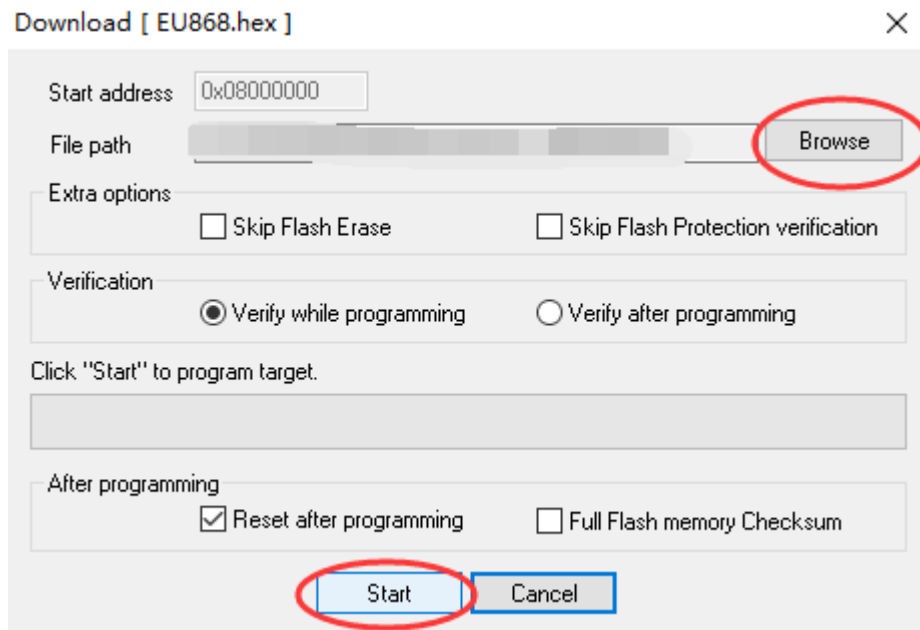 Download [ EU868.hex ]
Start address 0x08000000
File path Browse
Extra options
Skip Flash Erase Skip Flash Protection verification
Verification
Verify while programming Verify after programming
Click "Start" to program target.
After programming
Reset after programming Full Flash memory Checksum
Start Cancel